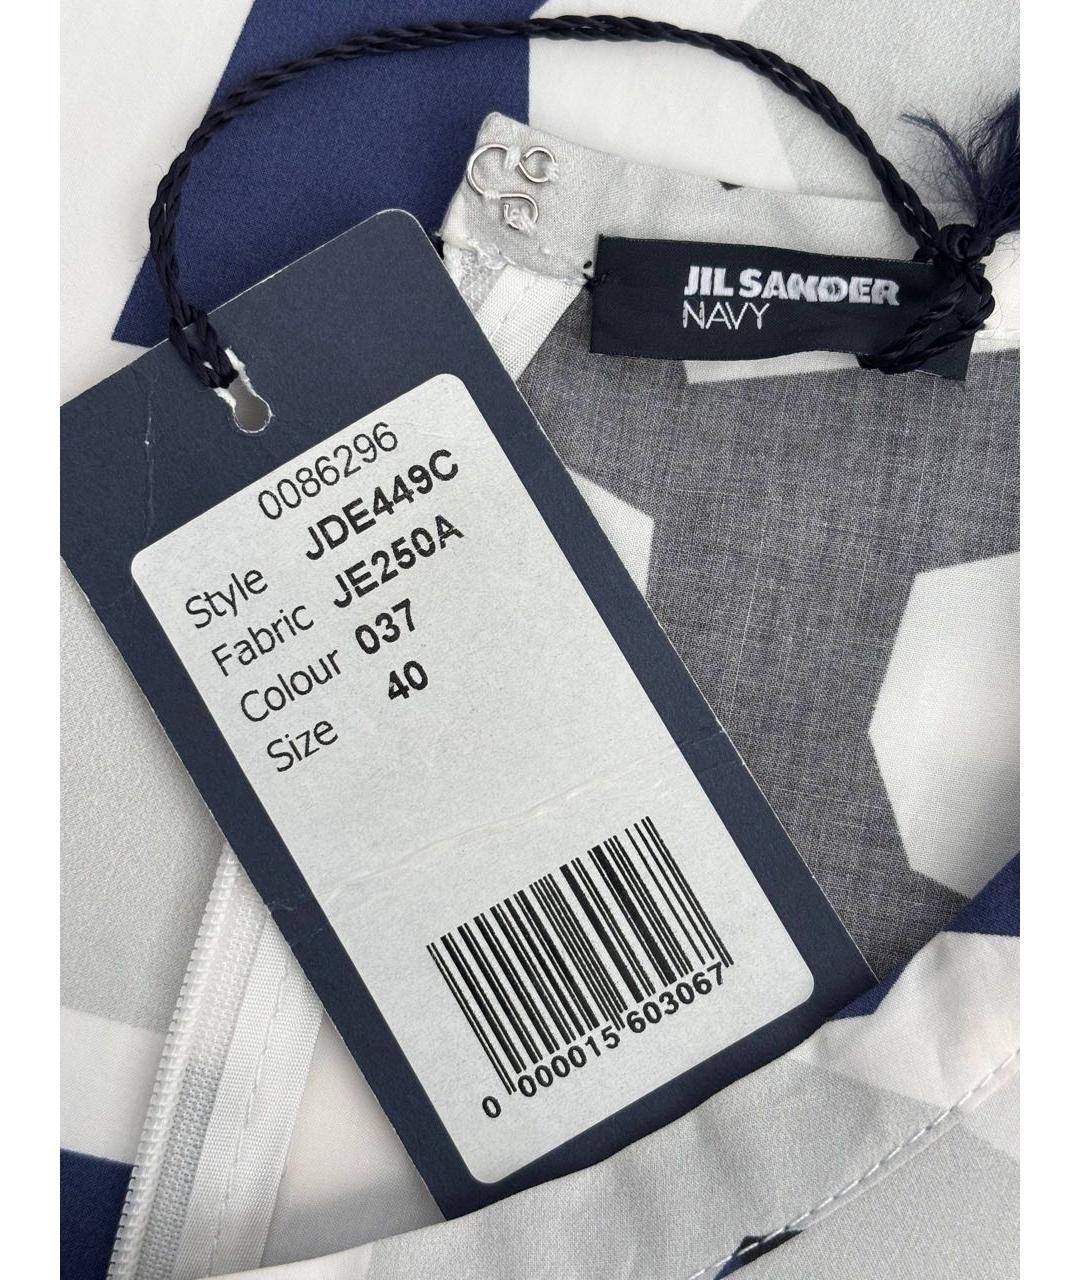 JIL SANDER
NAVY
0086296
Style JDE449C
Fabric JE250A
Colour 037
Size 40
0 000015 603067